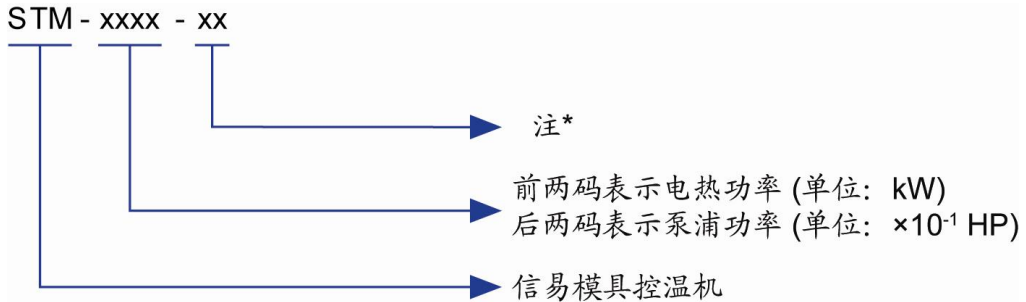 STM - xxxx - xx
注*
前两码表示电热功率 (单位：kW)
后两码表示泵浦功率 (单位：×10⁻¹ HP)
信易模具控温机